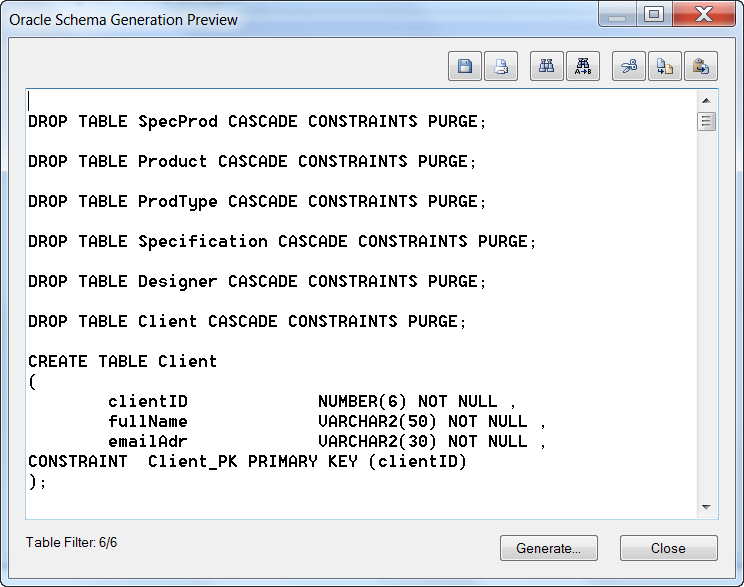 Oracle Schema Generation Preview
A→B
DROP TABLE SpecProd CASCADE CONSTRAINTS PURGE;
DROP TABLE Product CASCADE CONSTRAINTS PURGE;
DROP TABLE ProdType CASCADE CONSTRAINTS PURGE;
DROP TABLE Specification CASCADE CONSTRAINTS PURGE;
DROP TABLE Designer CASCADE CONSTRAINTS PURGE;
DROP TABLE Client CASCADE CONSTRAINTS PURGE;
CREATE TABLE Client
(
clientID NUMBER(6) NOT NULL ,
fullName VARCHAR2(50) NOT NULL ,
emailAdr VARCHAR2(30) NOT NULL ,
CONSTRAINT Client_PK PRIMARY KEY (clientID)
);
Table Filter: 6/6
Generate... Close